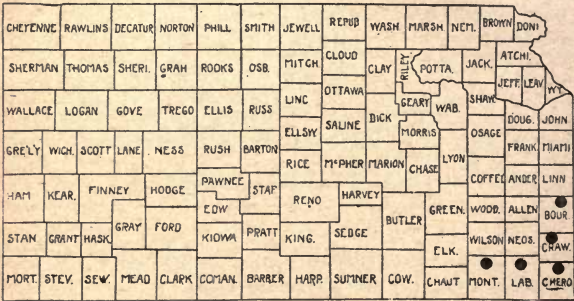 CHEYENNE RAWLINS DECATUR NORTON PHILL SMITH JEWELL REPUB WASH MARSH NEM. BROWN DONI
SHERMAN THOMAS SHERI. GRAH ROOKS OSB. MITCH CLOUD CLAY RILEY POTTA. JACK. ATCHI.
JEFF. LEAV WY.
WALLACE LOGAN GOVE TREGO ELLIS RUSS LINC OTTAWA DICK GEARY WAB. SHAW DOUG. JOHN.
ELLSW SALINE MORRIS OSAGE
GRE'LY WICH. SCOTT LANE NESS RUSH BARTON RICE McPHER MARION CHASE LYON FRANK. MIAMI
HAM KEAR. FINNEY HODGE PAWNEE STAF RENO HARVEY COFFEE ANDER LINN
EDW
STAN GRANT HASK. GRAY FORD KIOWA PRATT KING. SEDGE BUTLER GREEN. WOOD. ALLEN BOUR.
ELK. WILSON NEOS. CRAW.
MORT. STEV. SEW. MEAD CLARK COMAN. BARBER HARP. SUMNER COW. CHAUT MONT. LAB. CHERO